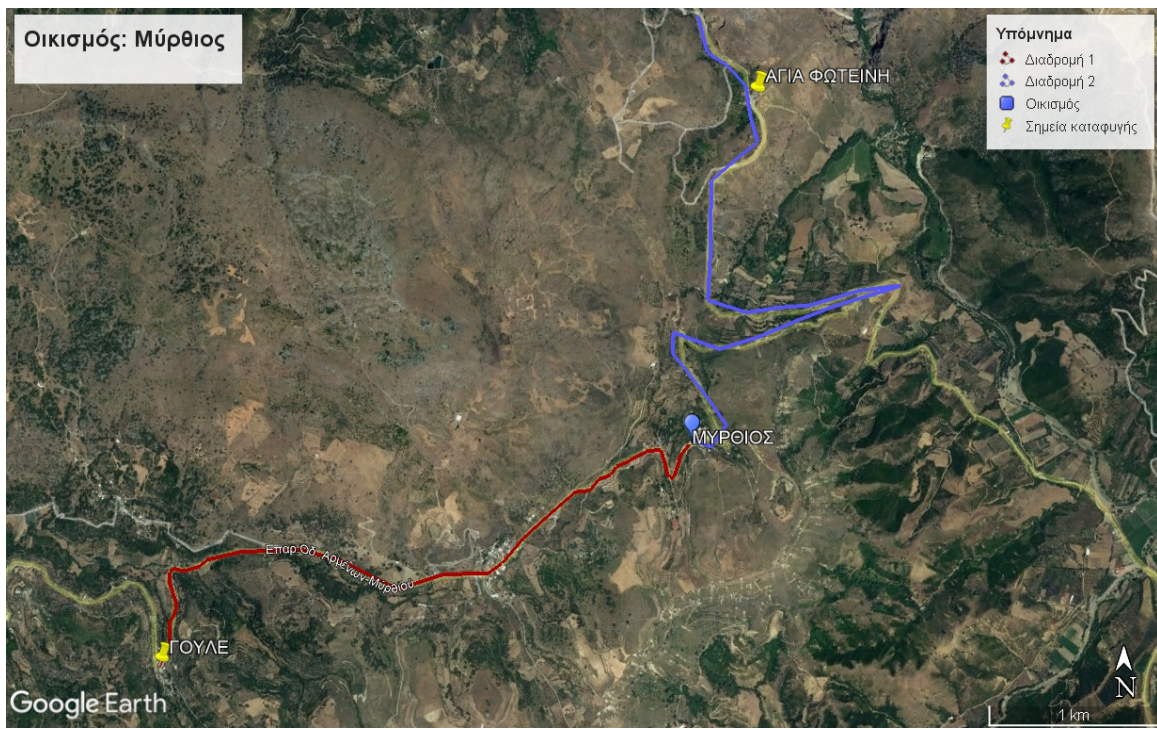 Οικισμός: Μύρθιος
Υπόμνημα
Διαδρομή 1
Διαδρομή 2
Οικισμός
Σημεία καταφυγής
ΑΓΙΑ ΦΩΤΕΙΝΗ
ΜΥΡΘΙΟΣ
Επαρ.Οδ. Αρμένων-Μύρθιου
ΓΟΥΛΕ
Google Earth
N
1 km